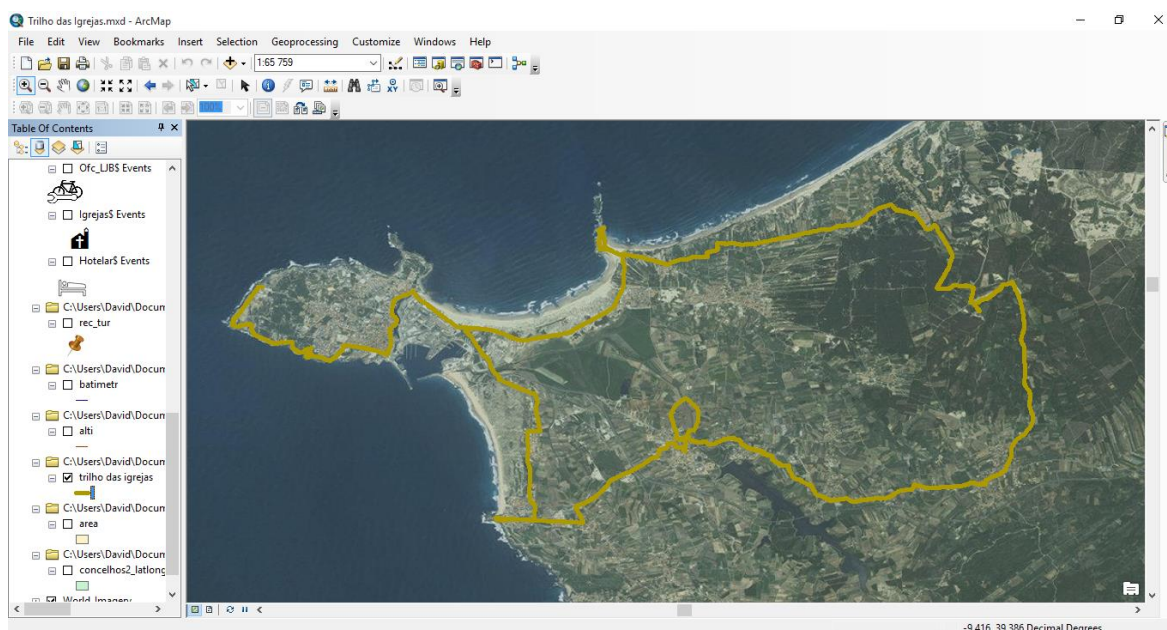 Trilho das Igrejas.mxd - ArcMap
File Edit View Bookmarks Insert Selection Geoprocessing Customize Windows Help
1:65 759
100%
Table Of Contents
Ofc_LJB$ Events
Igrejas$ Events
Hotelar$ Events
C:\Users\David\Docum
rec_tur
C:\Users\David\Docum
batimetr
C:\Users\David\Docum
alti
C:\Users\David\Docum
trilho das igrejas
C:\Users\David\Docum
area
C:\Users\David\Docum
concelhos2_latlong
World_Imagery
-9,416 39,386 Decimal Degrees